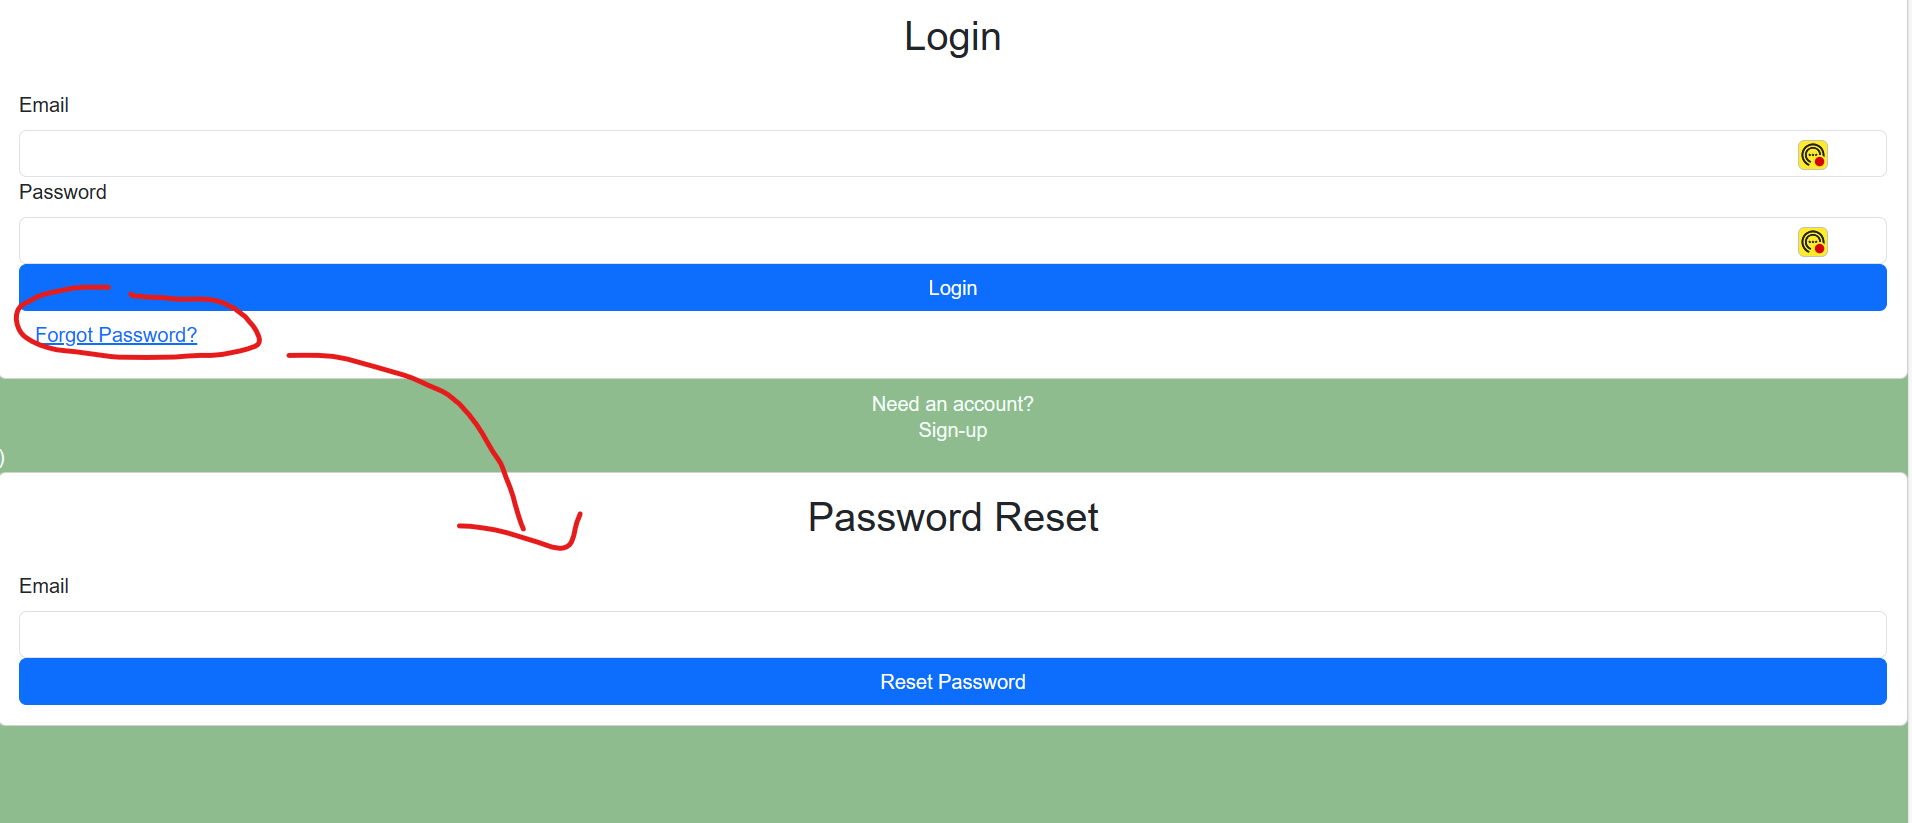 Login
Email
Password
Login
Forgot Password?
Need an account?
Sign-up
)
Password Reset
Email
Reset Password